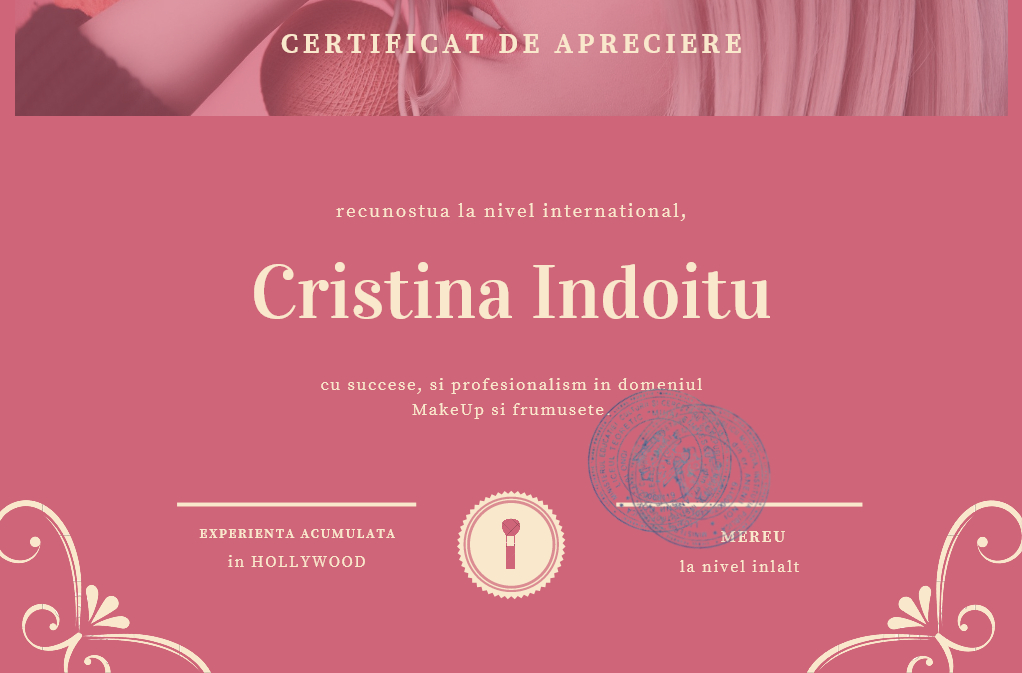 CERTIFICAT DE APRECIERE
recunostua la nivel international,
Cristina Indoitu
cu succese, si profesionalism in domeniul
MakeUp si frumusete.
EXPERIENTA ACUMULATA
in HOLLYWOOD
MEREU
la nivel inlalt